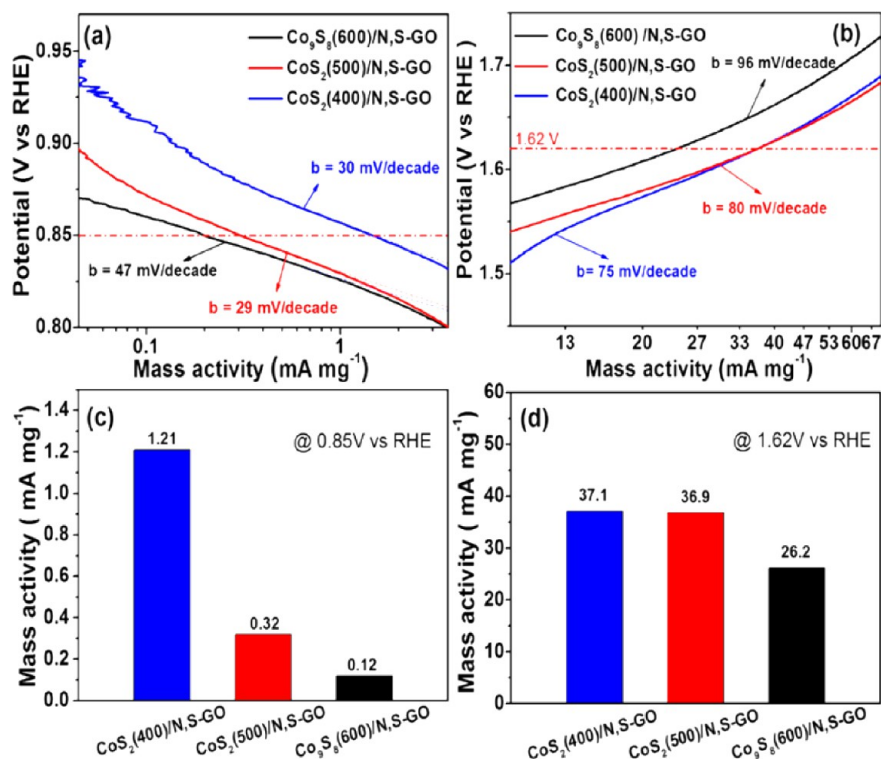 (a)
Co₉S₈(600)/N,S-GO
CoS₂(500)/N,S-GO
CoS₂(400)/N,S-GO
b = 30 mV/decade
b = 47 mV/decade
b = 29 mV/decade
0.95
0.90
0.85
0.80
Potential (V vs RHE)
0.1
1
Mass activity (mA mg⁻¹)
(b)
Co₉S₈(600) /N,S-GO
CoS₂(500)/N,S-GO
CoS₂(400)/N,S-GO
b = 96 mV/decade
1.62 V
b = 80 mV/decade
b= 75 mV/decade
1.7
1.6
1.5
Potential (V vs RHE)
13
20
27
33
40
47
53
60
67
Mass activity (mA mg⁻¹)
(c)
@ 0.85V vs RHE
1.21
0.32
0.12
1.4
1.2
1.0
0.8
0.6
0.4
0.2
0.0
Mass activity ( mA mg⁻¹)
CoS₂(400)/N,S-GO
CoS₂(500)/N,S-GO
Co₉S₈(600)/N,S-GO
(d)
@ 1.62V vs RHE
37.1
36.9
26.2
60
50
40
30
20
10
0
Mass activity ( mA mg⁻¹)
CoS₂(400)/N,S-GO
CoS₂(500)/N,S-GO
Co₉S₈(600)/N,S-GO